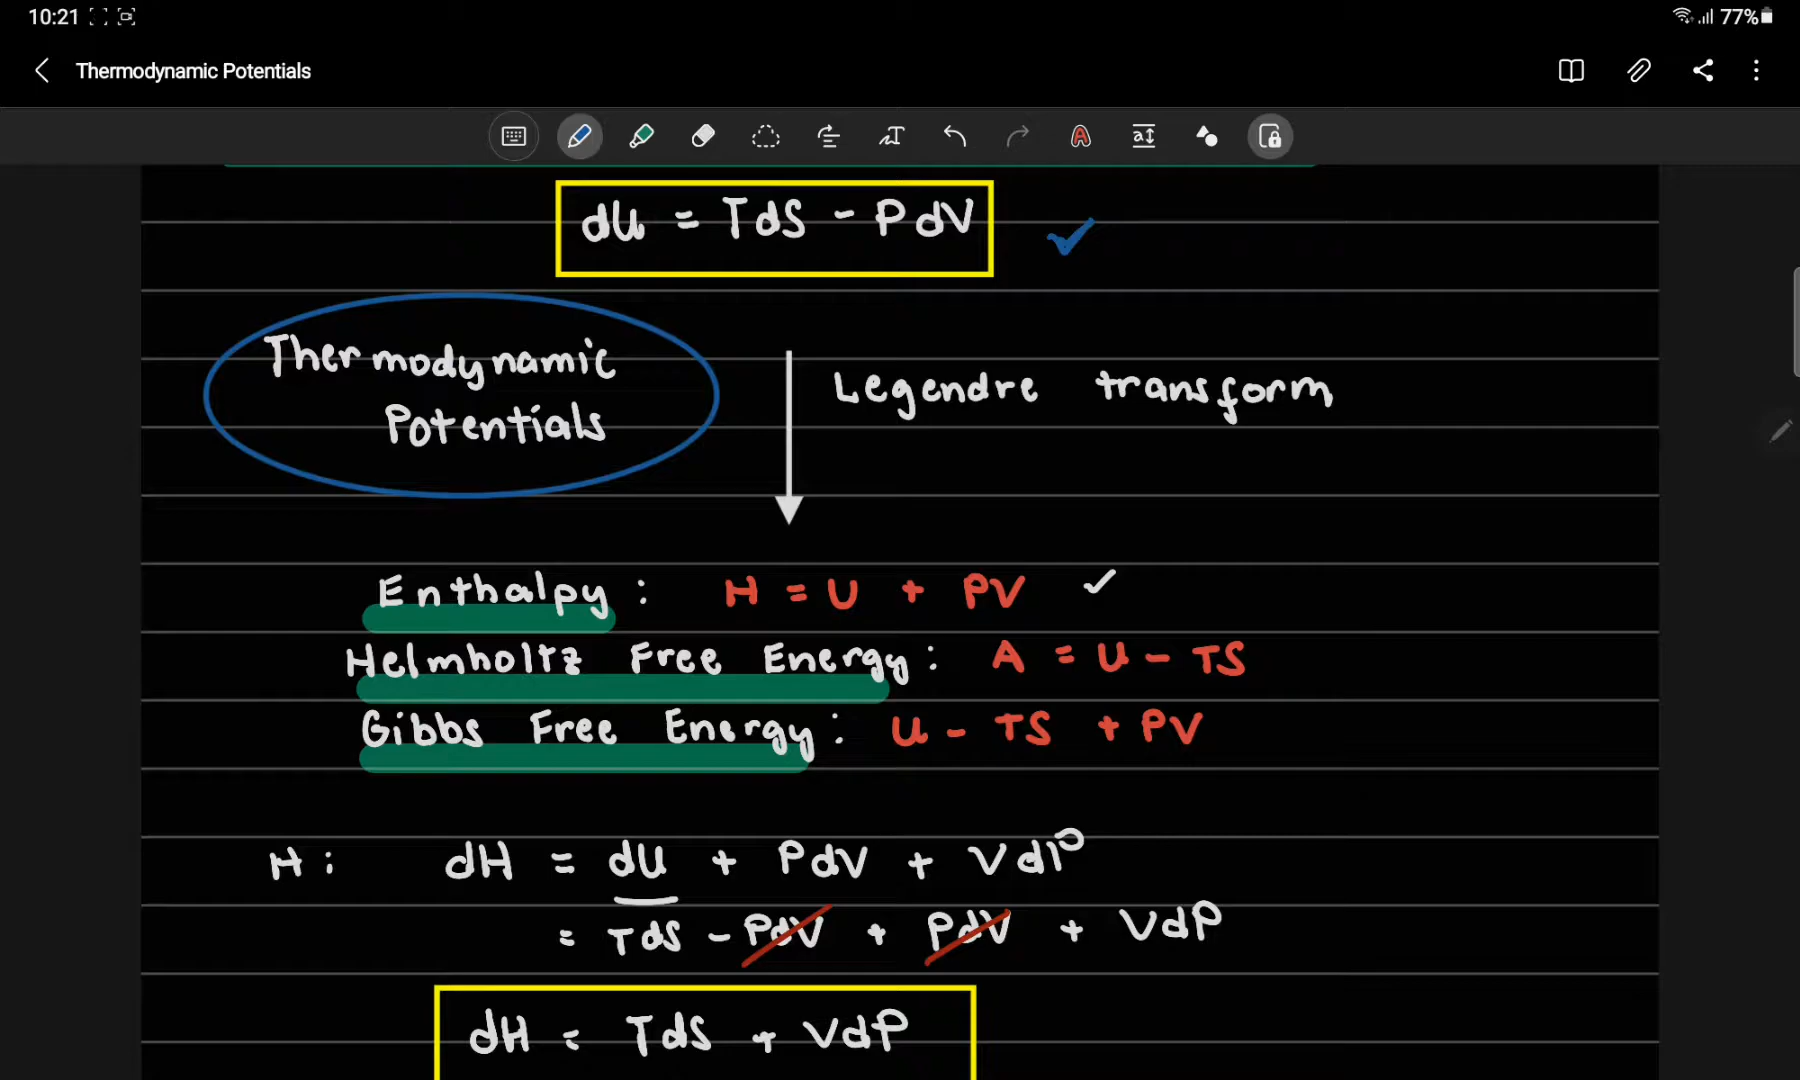 10:21
77%
Thermodynamic Potentials
dU = TdS - PdV
Thermodynamic
Potentials
Legendre transform
Enthalpy : H = U + PV
Helmholtz Free Energy : A = U - TS
Gibbs Free Energy : U - TS + PV
H : dH = dU + PdV + VdP
= TdS - PdV + PdV + VdP
dH = TdS + VdP